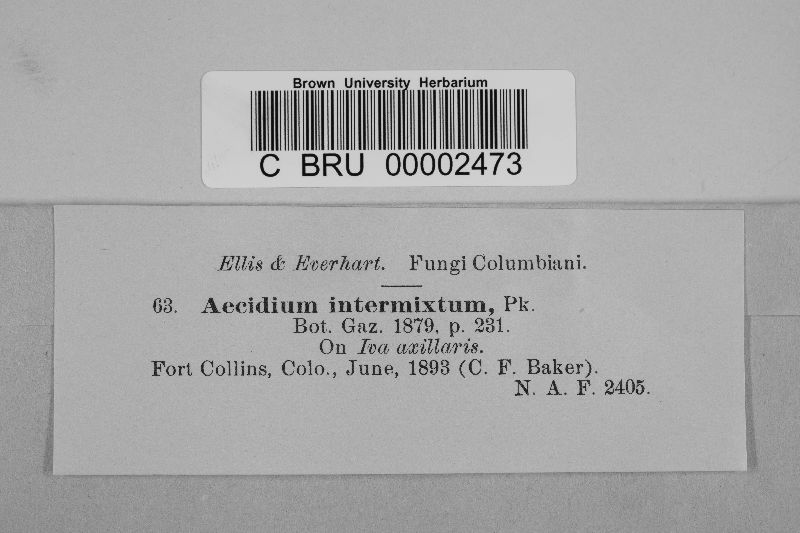 Brown University Herbarium
C BRU 00002473
Ellis & Everhart. Fungi Columbiani.
63. Aecidium intermixtum, Pk.
Bot. Gaz. 1879, p. 231.
On Iva axillaris.
Fort Collins, Colo., June, 1893 (C. F. Baker).
N. A. F. 2405.